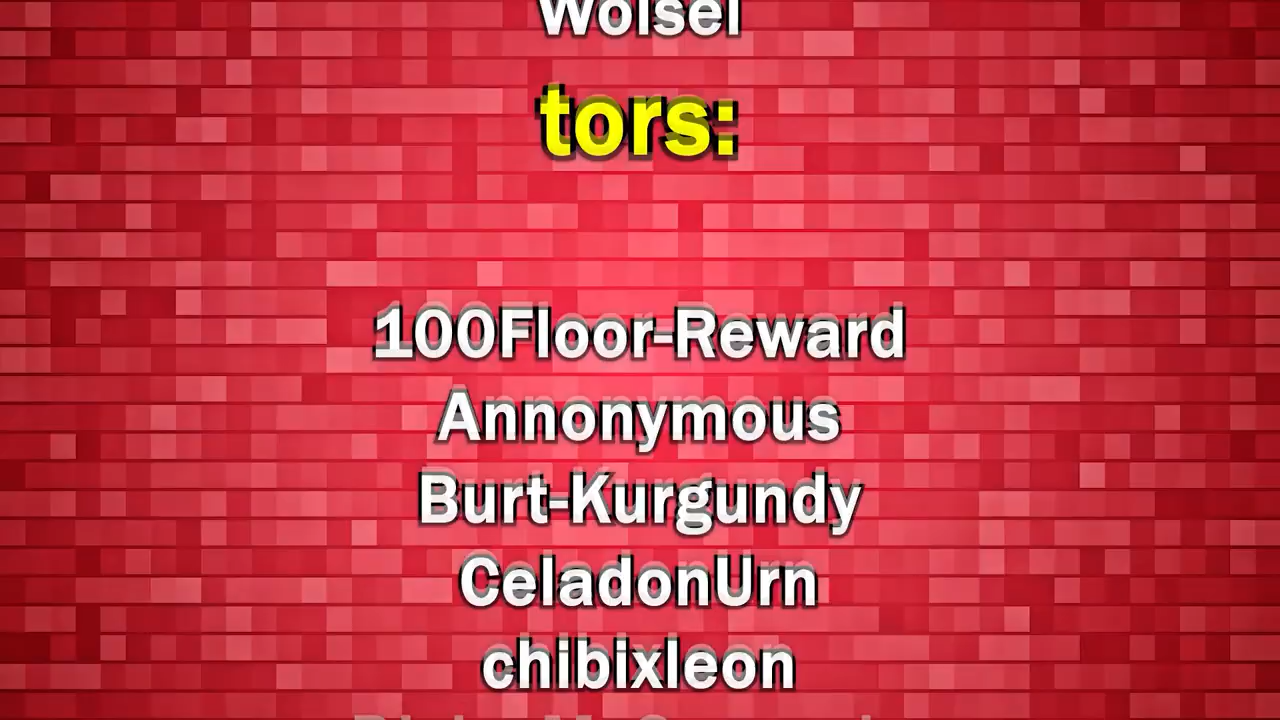 Wolsel
tors:
100Floor-Reward
Annonymous
Burt-Kurgundy
CeladonUrn
chibixleon